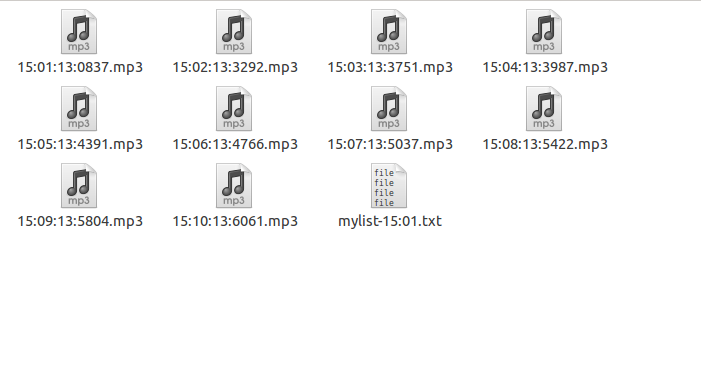 mp3 mp3 mp3 mp3
15:01:13:0837.mp3 15:02:13:3292.mp3 15:03:13:3751.mp3 15:04:13:3987.mp3
mp3 mp3 mp3 mp3
15:05:13:4391.mp3 15:06:13:4766.mp3 15:07:13:5037.mp3 15:08:13:5422.mp3
mp3 mp3 file
file
file
file
15:09:13:5804.mp3 15:10:13:6061.mp3 mylist-15:01.txt